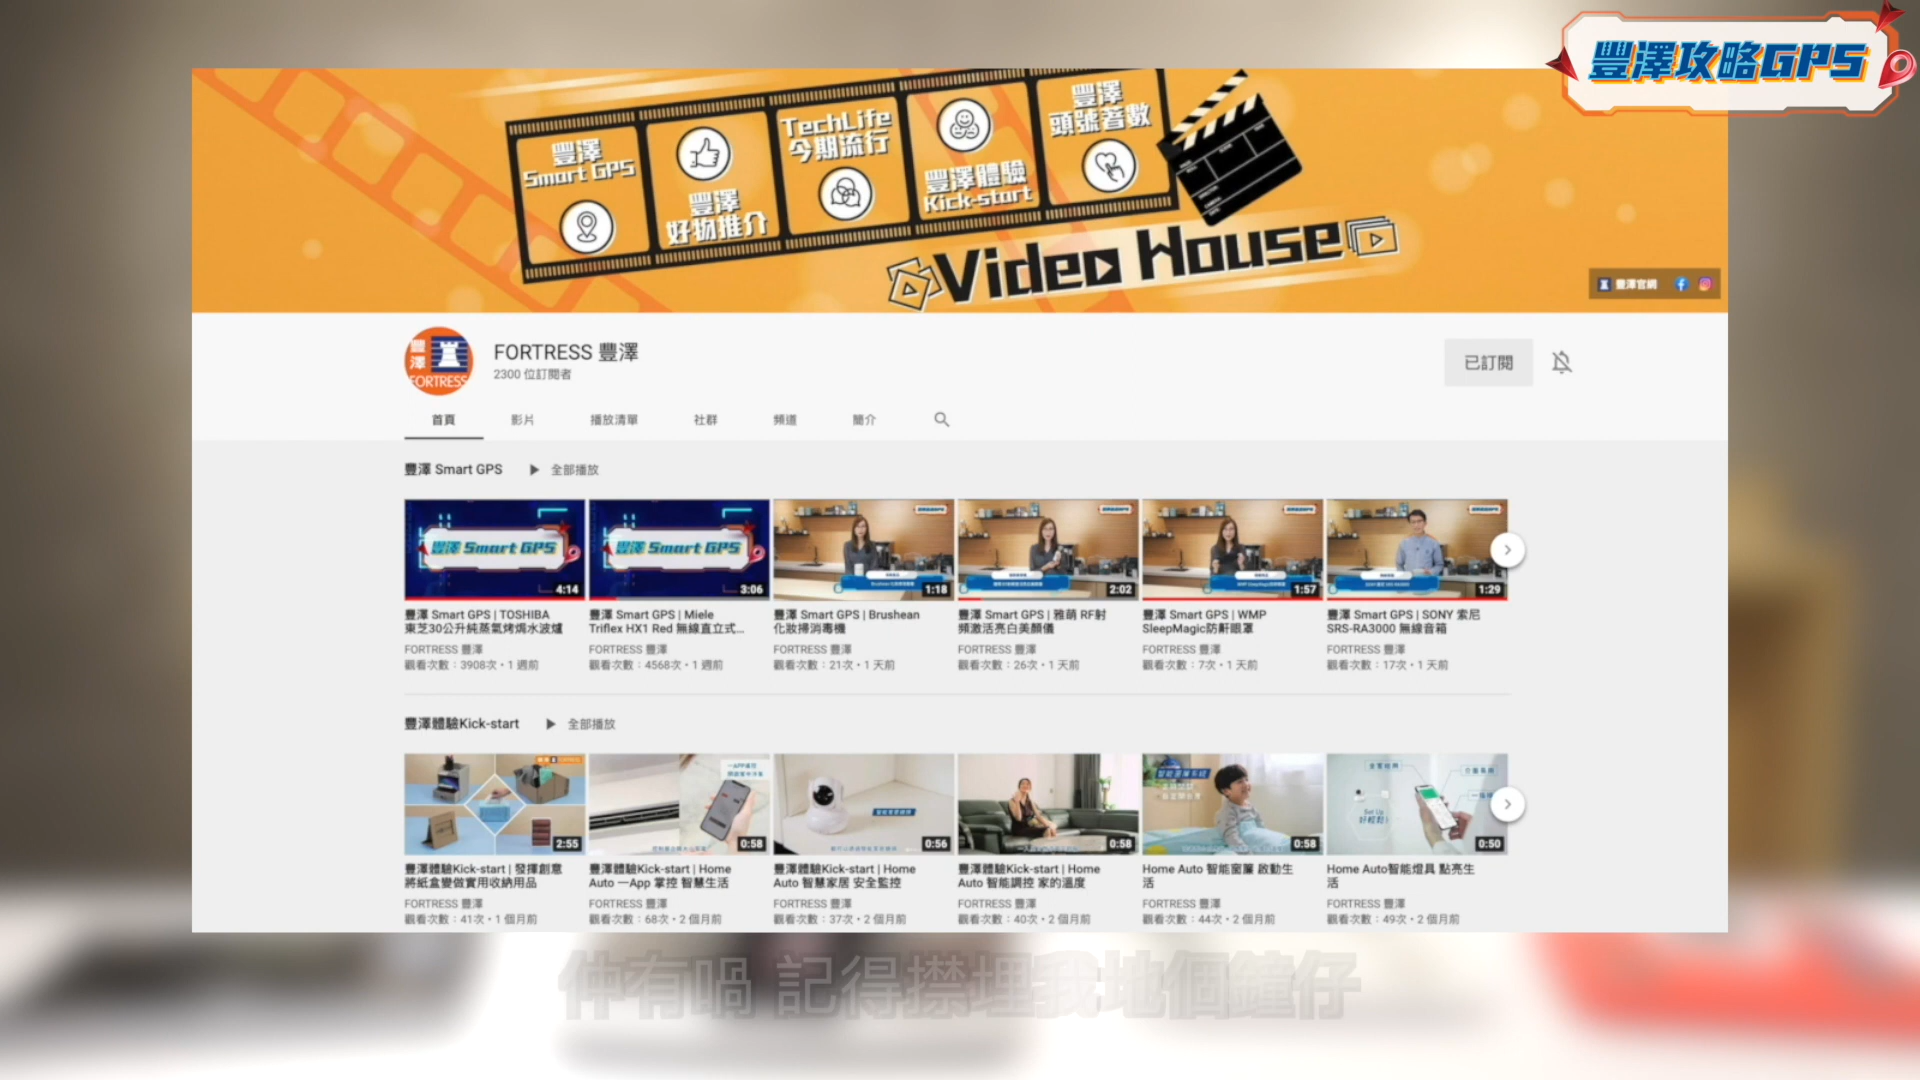 豐澤攻略GPS
豐澤
Smart GPS
豐澤
好物推介
TechLife
今期流行
豐澤體驗
Kick-start
豐澤
頭號着數
Video House
豐澤官網
豐澤
FORTRESS
FORTRESS 豐澤
2300 位訂閱者
已訂閱
首頁 影片 播放清單 社群 頻道 簡介
豐澤 Smart GPS 全部播放
豐澤 Smart GPS
4:14
豐澤 Smart GPS
3:06
1:18
2:02
1:57
1:29
豐澤 Smart GPS | TOSHIBA
東芝30公升純蒸氣烤焗水波爐
FORTRESS 豐澤
觀看次數：3908次・1 週前
豐澤 Smart GPS | Miele
Triflex HX1 Red 無線直立式...
FORTRESS 豐澤
觀看次數：4568次・1 週前
豐澤 Smart GPS | Brushean
化妝掃消毒機
FORTRESS 豐澤
觀看次數：21次・1 天前
豐澤 Smart GPS | 雅萌 RF射
頻激活亮白美顏儀
FORTRESS 豐澤
觀看次數：26次・1 天前
豐澤 Smart GPS | WMP
SleepMagic防鼾眼罩
FORTRESS 豐澤
觀看次數：7次・1 天前
豐澤 Smart GPS | SONY 索尼
SRS-RA3000 無線音箱
FORTRESS 豐澤
觀看次數：17次・1 天前
豐澤體驗Kick-start 全部播放
2:55
0:58
0:56
0:58
0:58
Set Up
好輕鬆!
0:50
豐澤體驗Kick-start | 發揮創意
將紙盒變做實用收納用品
FORTRESS 豐澤
觀看次數：41次・1 個月前
豐澤體驗Kick-start | Home
Auto 一App 掌控 智慧生活
FORTRESS 豐澤
觀看次數：68次・2 個月前
豐澤體驗Kick-start | Home
Auto 智慧家居 安全監控
FORTRESS 豐澤
觀看次數：37次・2 個月前
豐澤體驗Kick-start | Home
Auto 智能調控 家的溫度
FORTRESS 豐澤
觀看次數：40次・2 個月前
Home Auto 智能窗簾 啟動生
活
FORTRESS 豐澤
觀看次數：44次・2 個月前
Home Auto智能燈具 點亮生
活
FORTRESS 豐澤
觀看次數：49次・2 個月前
仲有喎 記得㩒埋我地個鐘仔